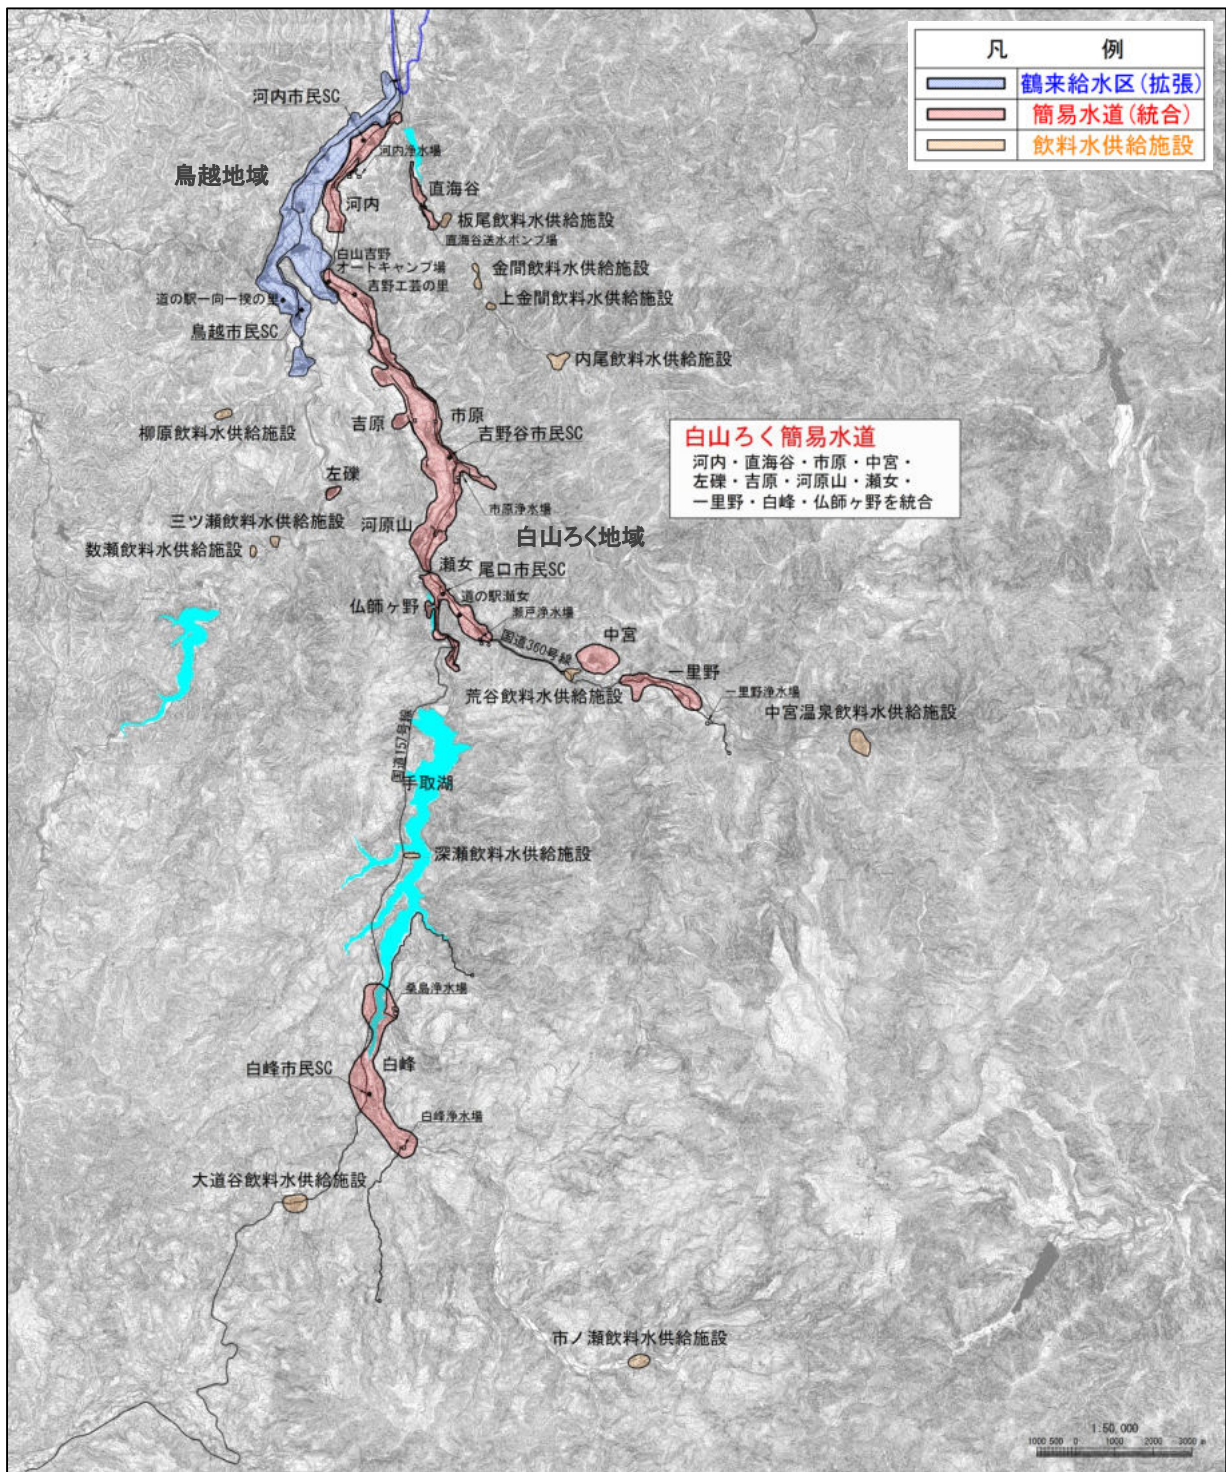 凡 例
鶴来給水区(拡張)
簡易水道(統合)
飲料水供給施設
河内市民SC
河内浄水場
鳥越地域
直海谷
河内
板尾飲料水供給施設
直海谷送水ポンプ場
白山吉野
オートキャンプ場
金間飲料水供給施設
吉野工芸の里
道の駅一向一揆の里
上金間飲料水供給施設
鳥越市民SC
内尾飲料水供給施設
柳原飲料水供給施設
吉原
市原
吉野谷市民SC
白山ろく簡易水道
河内・直海谷・市原・中宮・
左礫・吉原・河原山・瀬女・
一里野・白峰・仏師ヶ野を統合
左礫
市原浄水場
三ツ瀬飲料水供給施設
河原山
白山ろく地域
数瀬飲料水供給施設
瀬女
尾口市民SC
道の駅瀬女
仏師ヶ野
瀬戸浄水場
国道360号線
中宮
一里野
荒谷飲料水供給施設
一里野浄水場
中宮温泉飲料水供給施設
国道157号線
手取湖
深瀬飲料水供給施設
桑島浄水場
白峰市民SC
白峰
白峰浄水場
大道谷飲料水供給施設
市ノ瀬飲料水供給施設
1:50,000
1000 500 0 1000 2000 3000 m